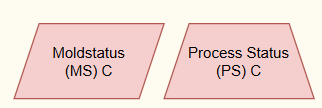 Moldstatus
(MS) C
Process Status
(PS) C